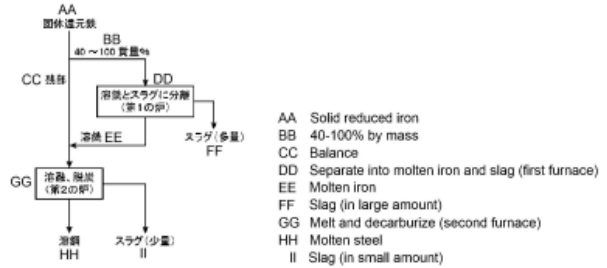 AA
固体還元鉄
BB
40～100 質量%
CC 残部
DD
溶銑とスラグに分離
(第1の炉)
溶銑 EE
スラグ(多量)
FF
GG
溶融、脱炭
(第2の炉)
溶鋼
HH
スラグ(少量)
II
AA Solid reduced iron
BB 40-100% by mass
CC Balance
DD Separate into molten iron and slag (first furnace)
EE Molten iron
FF Slag (in large amount)
GG Melt and decarburize (second furnace)
HH Molten steel
II Slag (in small amount)